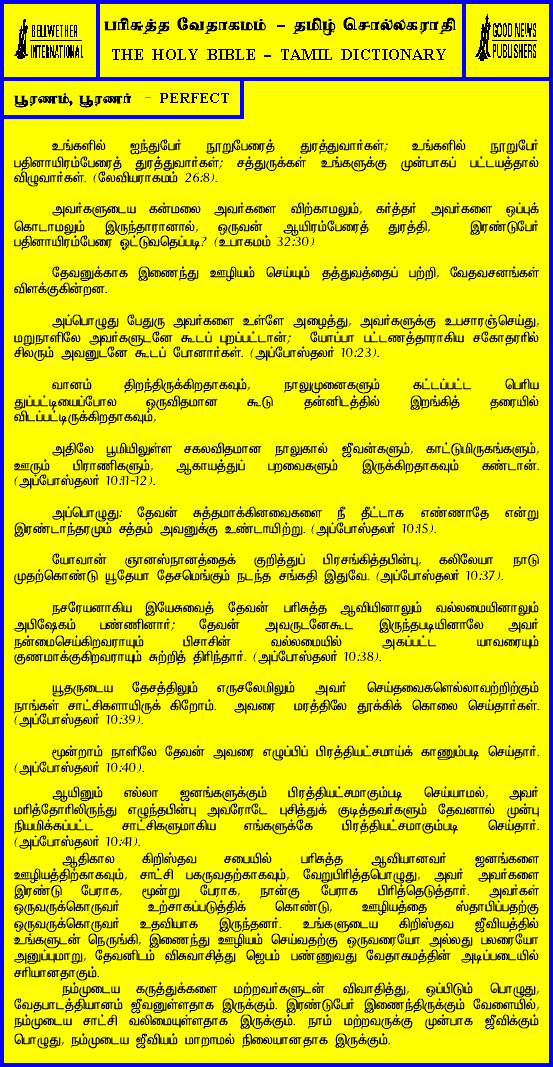 BELLWETHER
INTERNATIONAL
பரிசுத்த வேதாகமம் - தமிழ் சொல்லகராதி
THE HOLY BIBLE - TAMIL DICTIONARY
GOOD NEWS
PUBLISHERS
பூரணம், பூரணர் - PERFECT
உங்களில் ஐந்துபேர் நூறுபேரைத் துரத்துவார்கள்; உங்களில் நூறுபேர்
பதினாயிரம்பேரைத் துரத்துவார்கள்; சத்துருக்கள் உங்களுக்கு முன்பாகப் பட்டயத்தால்
விழுவார்கள். (லேவியராகமம் 26:8).
அவர்களுடைய கன்மலை அவர்களை விற்காமலும், கர்த்தர் அவர்களை ஒப்புக்
கொடாமலும் இருந்தாரானால், ஒருவன் ஆயிரம்பேரைத் துரத்தி, இரண்டுபேர்
பதினாயிரம்பேரை ஓட்டுவதெப்படி? (உபாகமம் 32:30)
தேவனுக்காக இணைந்து ஊழியம் செய்யும் தத்துவத்தைப் பற்றி, வேதவசனங்கள்
விளக்குகின்றன.
அப்பொழுது பேதுரு அவர்களை உள்ளே அழைத்து, அவர்களுக்கு உபசாரஞ்செய்து,
மறுநாளிலே அவர்களுடனே கூடப் புறப்பட்டான்; யோப்பா பட்டணத்தாராகிய சகோதரரில்
சிலரும் அவனுடனே கூடப் போனார்கள். (அப்போஸ்தலர் 10:23).
வானம் திறந்திருக்கிறதாகவும், நாலுமுனைகளும் கட்டப்பட்ட பெரிய
துப்பட்டியைப்போல ஒருவிதமான கூடு தன்னிடத்தில் இறங்கித் தரையில்
விடப்பட்டிருக்கிறதாகவும்,
அதிலே பூமியிலுள்ள சகலவிதமான நாலுகால் ஜீவன்களும், காட்டுமிருகங்களும்,
ஊரும் பிராணிகளும், ஆகாயத்துப் பறவைகளும் இருக்கிறதாகவும் கண்டான்.
(அப்போஸ்தலர் 10:11-12).
அப்பொழுது: தேவன் சுத்தமாக்கினவைகளை நீ தீட்டாக எண்ணாதே என்று
இரண்டாந்தரமும் சத்தம் அவனுக்கு உண்டாயிற்று. (அப்போஸ்தலர் 10:15).
யோவான் ஞானஸ்நானத்தைக் குறித்துப் பிரசங்கித்தபின்பு, கலிலேயா நாடு
முதற்கொண்டு யூதேயா தேசமெங்கும் நடந்த சங்கதி இதுவே. (அப்போஸ்தலர் 10:37).
நசரேயனாகிய இயேசுவைத் தேவன் பரிசுத்த ஆவியினாலும் வல்லமையினாலும்
அபிஷேகம் பண்ணினார்; தேவன் அவருடனேகூட இருந்தபடியினாலே அவர்
நன்மைசெய்கிறவராயும் பிசாசின் வல்லமையில் அகப்பட்ட யாவரையும்
குணமாக்குகிறவராயும் சுற்றித் திரிந்தார். (அப்போஸ்தலர் 10:38).
யூதருடைய தேசத்திலும் எருசலேமிலும் அவர் செய்தவைகளெல்லாவற்றிற்கும்
நாங்கள் சாட்சிகளாயிருக் கிறோம். அவரை மரத்திலே தூக்கிக் கொலை செய்தார்கள்.
(அப்போஸ்தலர் 10:39).
மூன்றாம் நாளிலே தேவன் அவரை எழுப்பிப் பிரத்தியட்சமாய்க் காணும்படி செய்தார்.
(அப்போஸ்தலர் 10:40).
ஆயினும் எல்லா ஜனங்களுக்கும் பிரத்தியட்சமாகும்படி செய்யாமல், அவர்
மரித்தோரிலிருந்து எழுந்தபின்பு அவரோடே புசித்துக் குடித்தவர்களும் தேவனால் முன்பு
நியமிக்கப்பட்ட சாட்சிகளுமாகிய எங்களுக்கே பிரத்தியட்சமாகும்படி செய்தார்.
(அப்போஸ்தலர் 10:41).
ஆதிகால கிறிஸ்தவ சபையில் பரிசுத்த ஆவியானவர் ஜனங்களை
ஊழியத்திற்காகவும், சாட்சி பகருவதற்காகவும், வேறுபிரித்தபொழுது, அவர் அவர்களை
இரண்டு பேராக, மூன்று பேராக, நான்கு பேராக பிரித்தெடுத்தார். அவர்கள்
ஒருவருக்கொருவர் உற்சாகப்படுத்திக் கொண்டு, ஊழியத்தை ஸ்தாபிப்பதற்கு
ஒருவருக்கொருவர் உதவியாக இருந்தனர். உங்களுடைய கிறிஸ்தவ ஜீவியத்தில்
உங்களுடன் நெருங்கி, இணைந்து ஊழியம் செய்வதற்கு ஒருவரையோ அல்லது பலரையோ
அனுப்புமாறு, தேவனிடம் விசுவாசித்து ஜெபம் பண்ணுவது வேதாகமத்தின் அடிப்படையில்
சரியானதாகும்.
நம்முடைய கருத்துக்களை மற்றவர்களுடன் விவாதித்து, ஒப்பிடும் பொழுது,
வேதபாடத்தியானம் ஜீவனுள்ளதாக இருக்கும். இரண்டுபேர் இணைந்திருக்கும் வேளையில்,
நம்முடைய சாட்சி வலிமையுள்ளதாக இருக்கும். நாம் மற்றவருக்கு முன்பாக ஜீவிக்கும்
பொழுது, நம்முடைய ஜீவியம் மாறாமல் நிலையானதாக இருக்கும்.